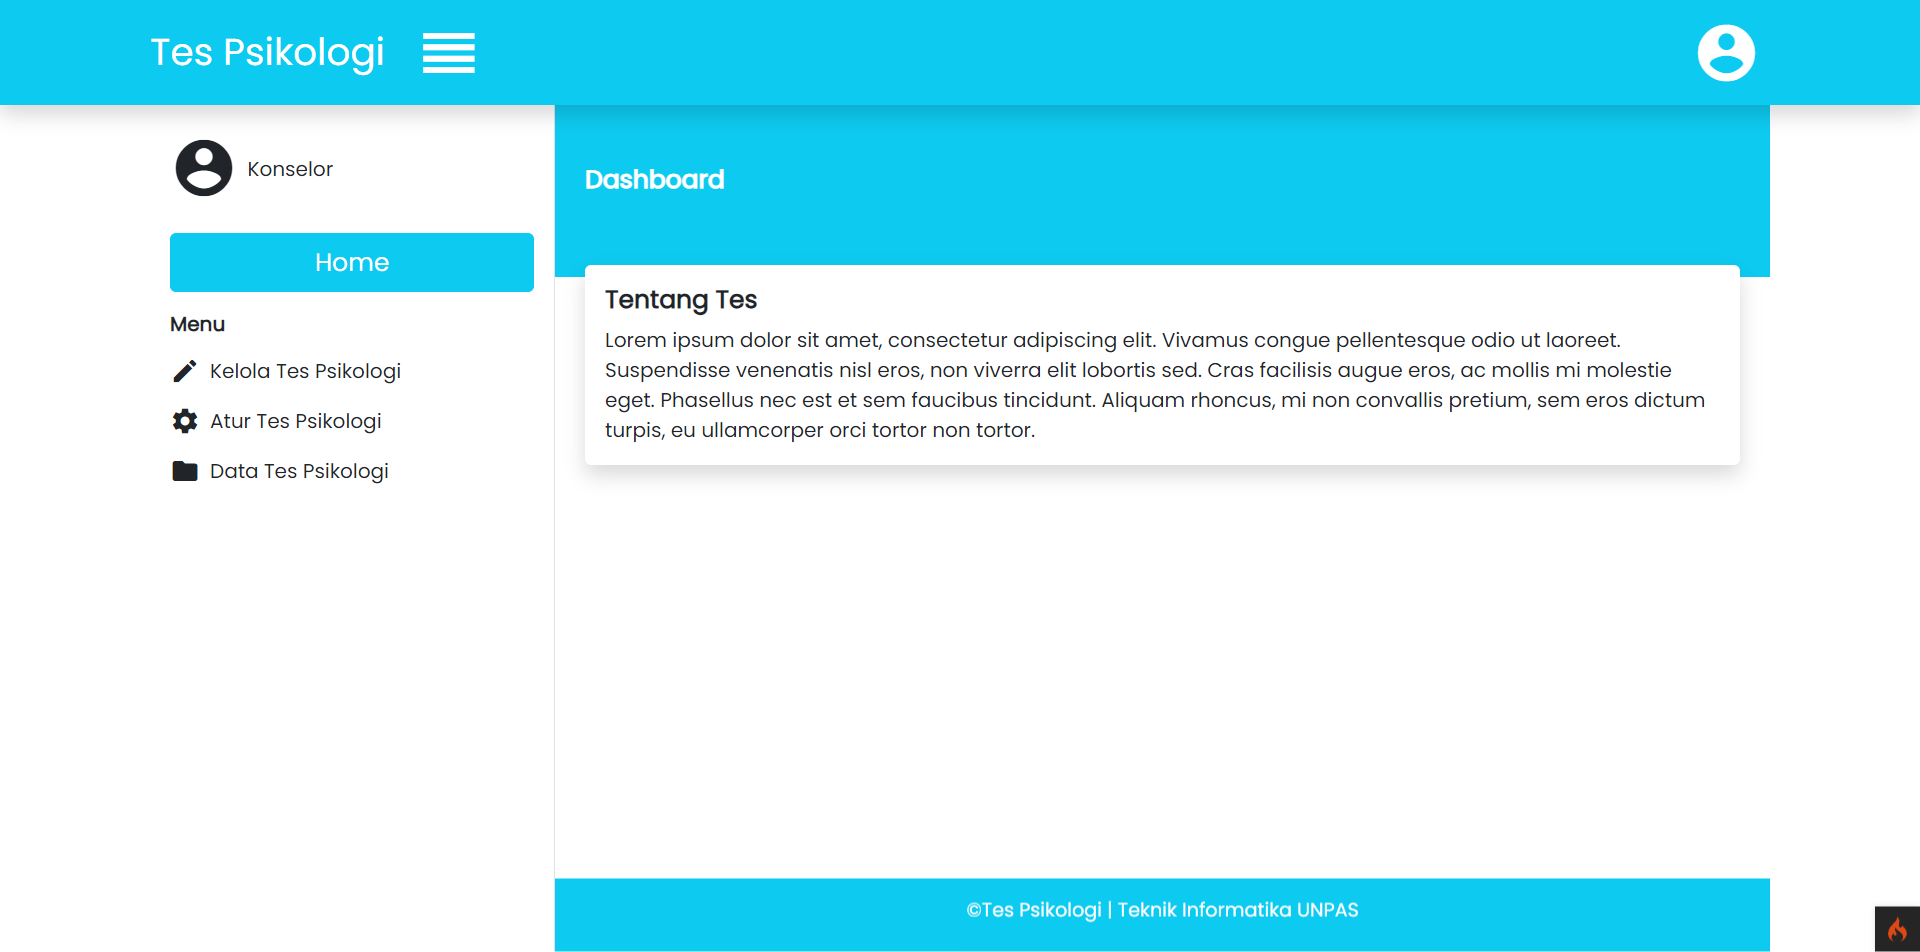 Tes Psikologi
Konselor
Home
Menu
Kelola Tes Psikologi
Atur Tes Psikologi
Data Tes Psikologi
Dashboard
Tentang Tes
Lorem ipsum dolor sit amet, consectetur adipiscing elit. Vivamus congue pellentesque odio ut laoreet.
Suspendisse venenatis nisl eros, non viverra elit lobortis sed. Cras facilisis augue eros, ac mollis mi molestie
eget. Phasellus nec est et sem faucibus tincidunt. Aliquam rhoncus, mi non convallis pretium, sem eros dictum
turpis, eu ullamcorper orci tortor non tortor.
©Tes Psikologi | Teknik Informatika UNPAS